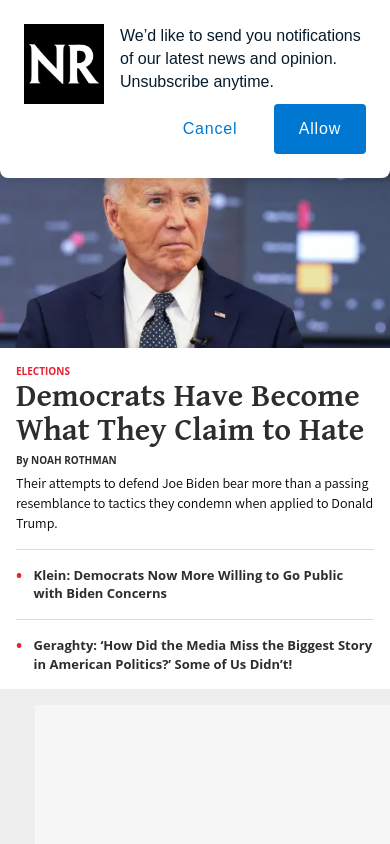 NR
We’d like to send you notifications
of our latest news and opinion.
Unsubscribe anytime.
Cancel
Allow
ELECTIONS
Democrats Have Become
What They Claim to Hate
By NOAH ROTHMAN
Their attempts to defend Joe Biden bear more than a passing
resemblance to tactics they condemn when applied to Donald
Trump.
• Klein: Democrats Now More Willing to Go Public
with Biden Concerns
• Geraghty: ‘How Did the Media Miss the Biggest Story
in American Politics?’ Some of Us Didn’t!